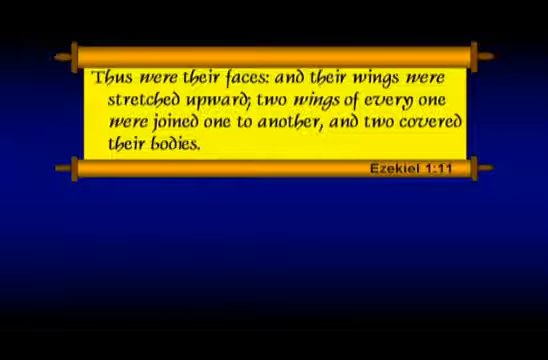 Thus were their faces: and their wings were
stretched upward; two wings of every one
were joined one to another, and two covered
their bodies.
Ezekiel 1:11